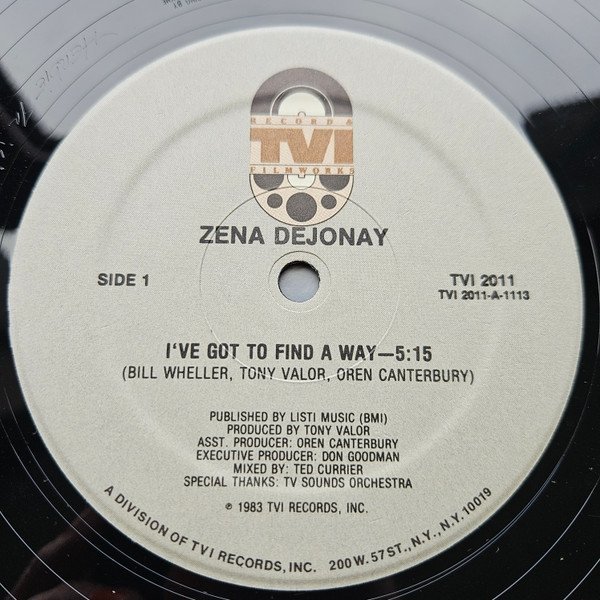 RECORD &
TVI
FILMWORKS
ZENA DEJONAY
SIDE 1
TVI 2011
TVI 2011-A-1113
I'VE GOT TO FIND A WAY—5:15
(BILL WHELLER, TONY VALOR, OREN CANTERBURY)
PUBLISHED BY LISTI MUSIC (BMI)
PRODUCED BY TONY VALOR
ASST. PRODUCER: OREN CANTERBURY
EXECUTIVE PRODUCER: DON GOODMAN
MIXED BY: TED CURRIER
SPECIAL THANKS: TV SOUNDS ORCHESTRA
℗ 1983 TVI RECORDS, INC.
A DIVISION OF TVI RECORDS, INC. 200 W. 57 ST., N.Y., N.Y. 10019